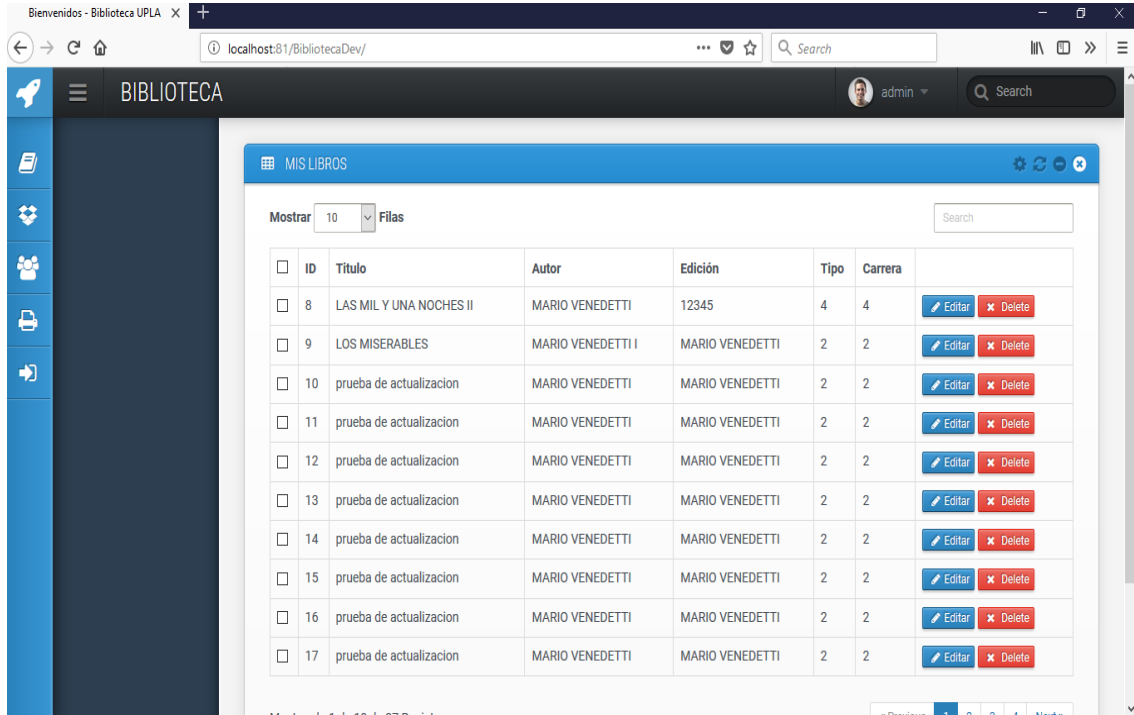 Bienvenidos - Biblioteca UPLA
localhost:81/BibliotecaDev/
Search
BIBLIOTECA
admin
Search
MIS LIBROS
Mostrar 10 Filas
Search
ID Titulo Autor Edición Tipo Carrera
8 LAS MIL Y UNA NOCHES II MARIO VENEDETTI 12345 4 4 Editar Delete
9 LOS MISERABLES MARIO VENEDETTI I MARIO VENEDETTI 2 2 Editar Delete
10 prueba de actualizacion MARIO VENEDETTI MARIO VENEDETTI 2 2 Editar Delete
11 prueba de actualizacion MARIO VENEDETTI MARIO VENEDETTI 2 2 Editar Delete
12 prueba de actualizacion MARIO VENEDETTI MARIO VENEDETTI 2 2 Editar Delete
13 prueba de actualizacion MARIO VENEDETTI MARIO VENEDETTI 2 2 Editar Delete
14 prueba de actualizacion MARIO VENEDETTI MARIO VENEDETTI 2 2 Editar Delete
15 prueba de actualizacion MARIO VENEDETTI MARIO VENEDETTI 2 2 Editar Delete
16 prueba de actualizacion MARIO VENEDETTI MARIO VENEDETTI 2 2 Editar Delete
17 prueba de actualizacion MARIO VENEDETTI MARIO VENEDETTI 2 2 Editar Delete